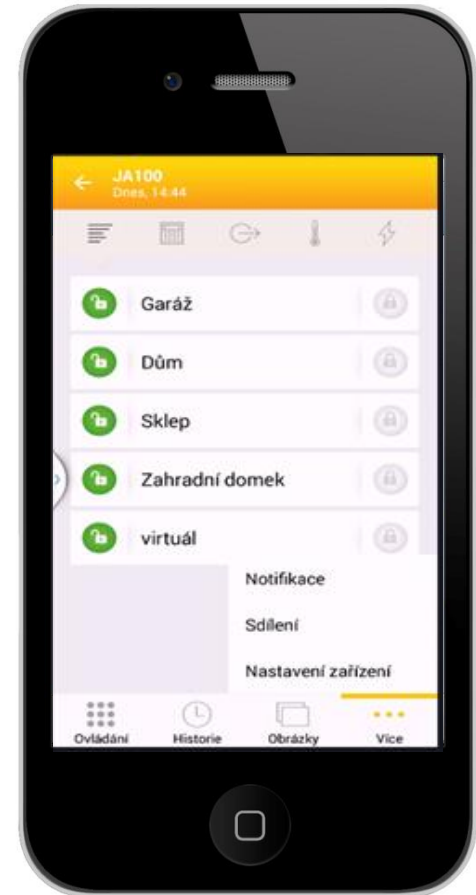 JA100
Dnes, 14:44
Garáž
Dům
Sklep
Zahradní domek
virtuál
Notifikace
Sdílení
Nastavení zařízení
Ovládání Historie Obrázky Více